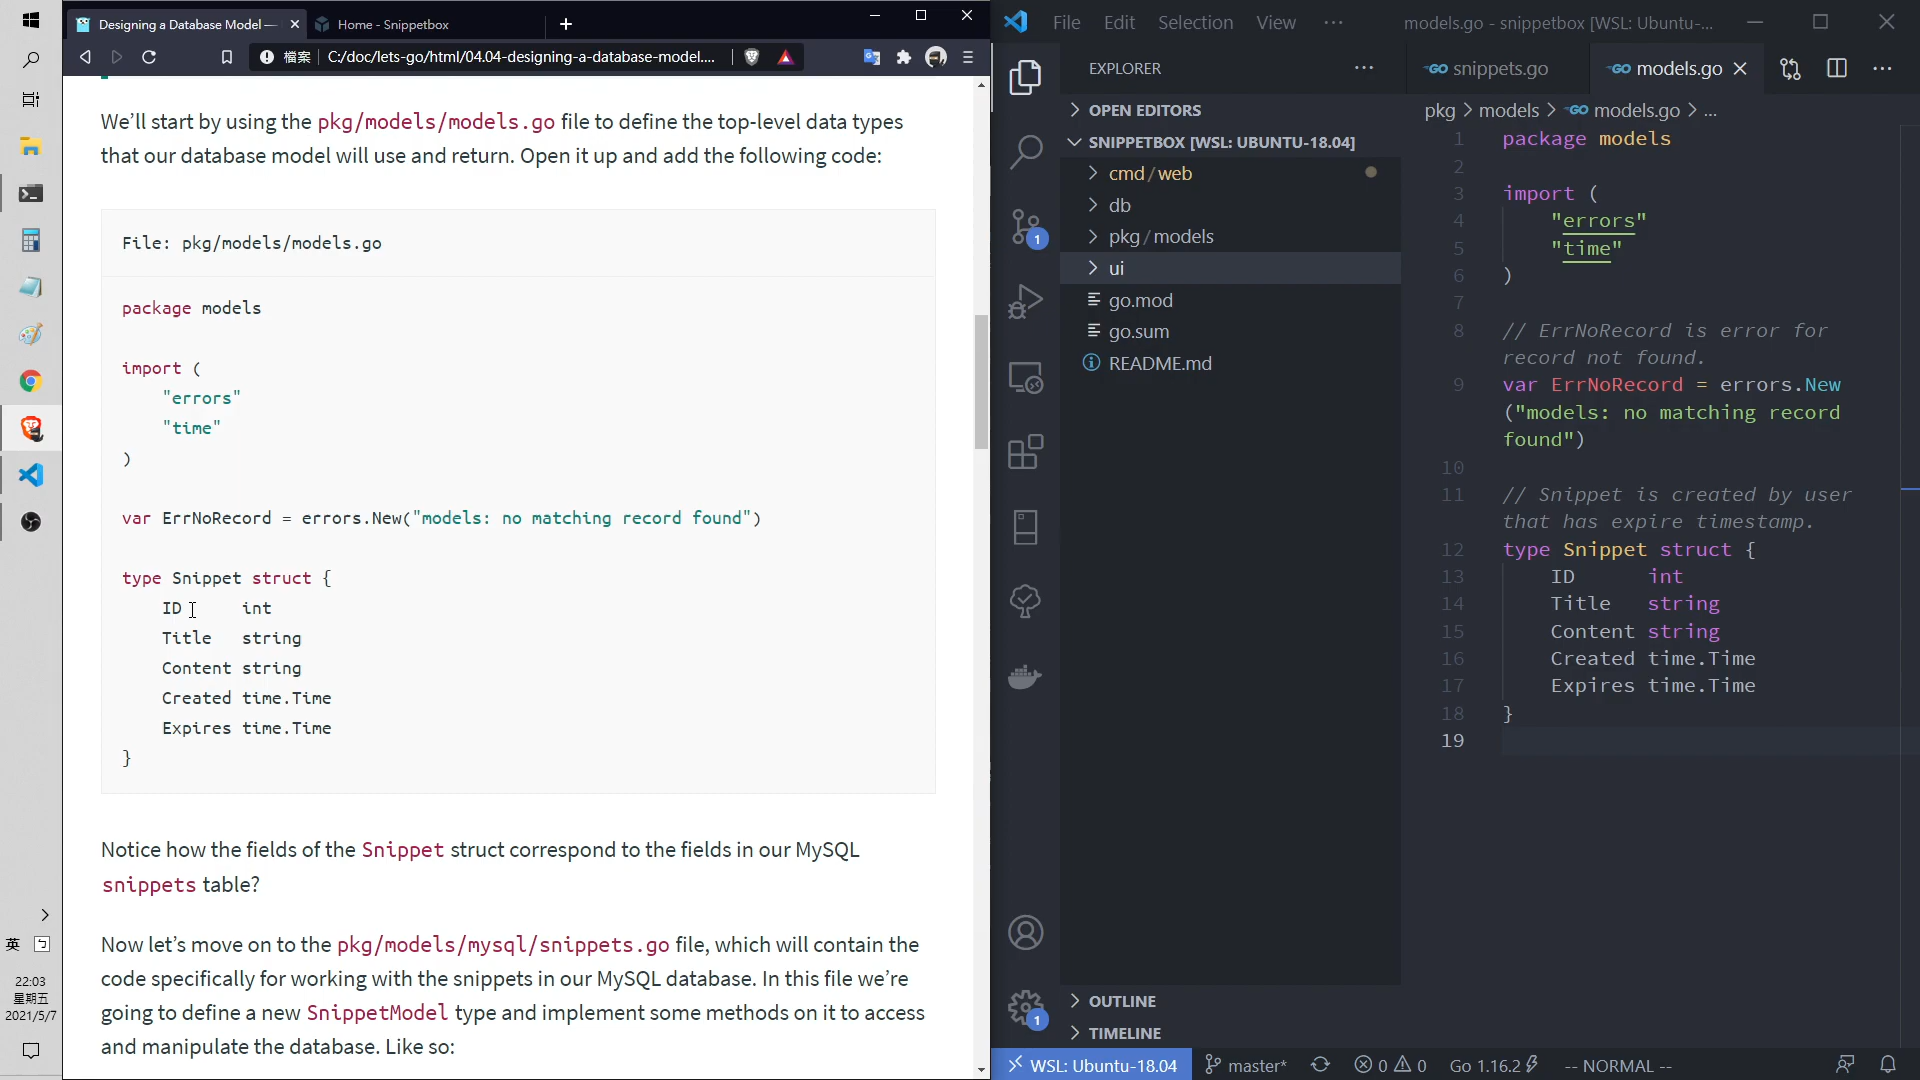 Designing a Database Model —
Home - Snippetbox
檔案
C:/doc/lets-go/html/04.04-designing-a-database-model....
We’ll start by using the pkg/models/models.go file to define the top-level data types
that our database model will use and return. Open it up and add the following code:
File: pkg/models/models.go
package models
import (
"errors"
"time"
)
var ErrNoRecord = errors.New("models: no matching record found")
type Snippet struct {
ID int
Title string
Content string
Created time.Time
Expires time.Time
}
Notice how the fields of the Snippet struct correspond to the fields in our MySQL
snippets table?
Now let’s move on to the pkg/models/mysql/snippets.go file, which will contain the
code specifically for working with the snippets in our MySQL database. In this file we’re
going to define a new SnippetModel type and implement some methods on it to access
and manipulate the database. Like so:
英
ㄅ
22:03
星期五
2021/5/7
File Edit Selection View ···
models.go - snippetbox [WSL: Ubuntu-...
EXPLORER
OPEN EDITORS
SNIPPETBOX [WSL: UBUNTU-18.04]
cmd/web
db
pkg/models
ui
go.mod
go.sum
README.md
OUTLINE
TIMELINE
1
1
snippets.go
models.go
pkg > models > models.go > ...
1 package models
2
3 import (
4 "errors"
5 "time"
6 )
7
8 // ErrNoRecord is error for
record not found.
9 var ErrNoRecord = errors.New
("models: no matching record
found")
10
11 // Snippet is created by user
that has expire timestamp.
12 type Snippet struct {
13 ID int
14 Title string
15 Content string
16 Created time.Time
17 Expires time.Time
18 }
19
WSL: Ubuntu-18.04
master*
0 0
Go 1.16.2
-- NORMAL --